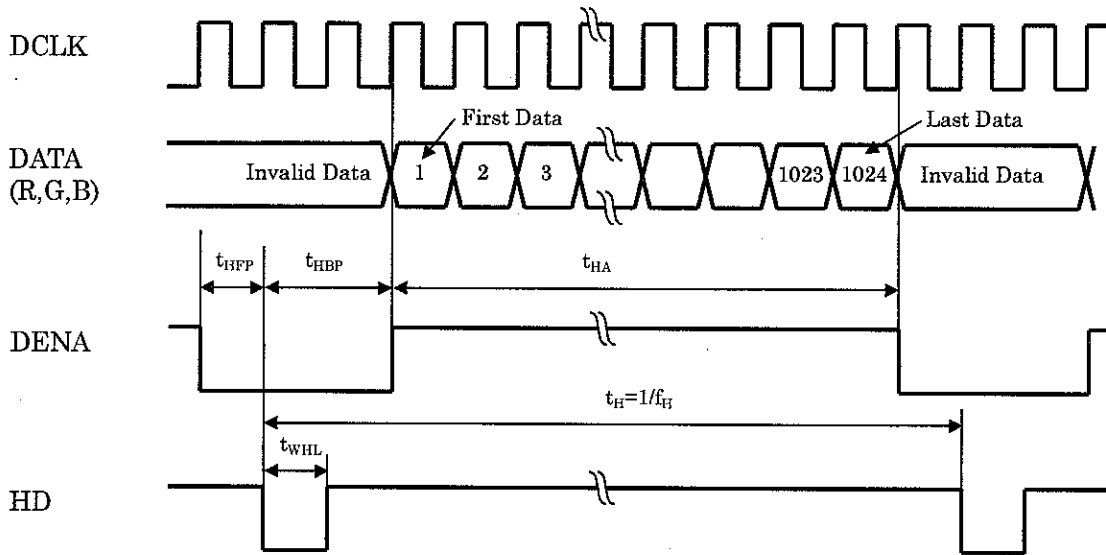 DCLK
First Data
Last Data
DATA
(R,G,B)
Invalid Data 1 2 3 1023 1024 Invalid Data
tHFP tHBP tHA
DENA
tH=1/fH
tWHL
HD